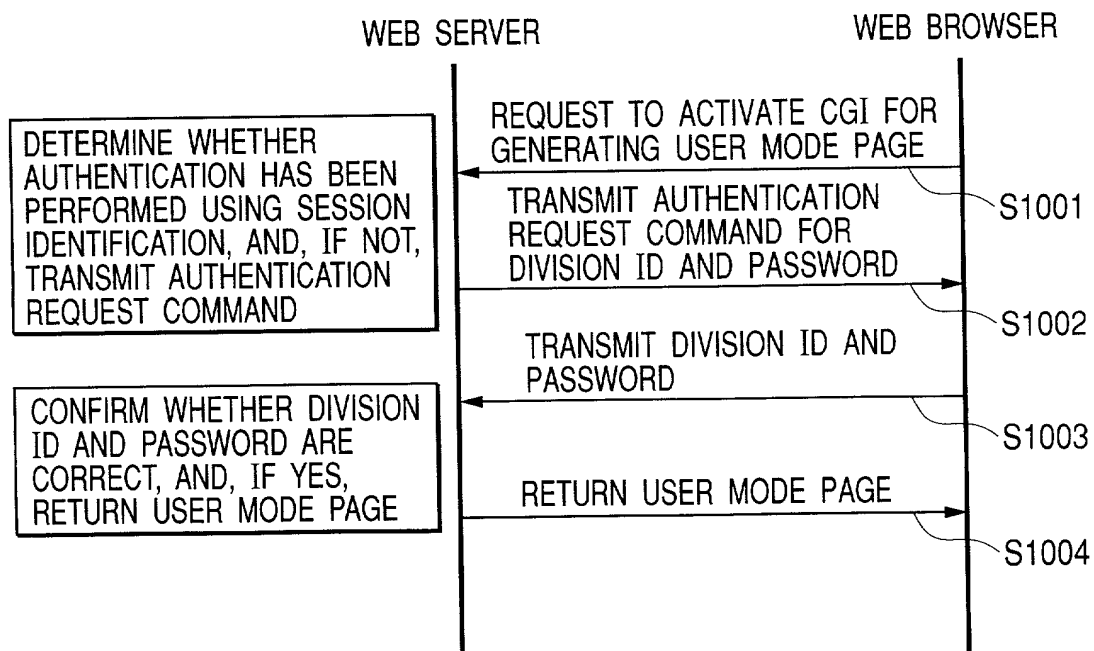 WEB SERVER
WEB BROWSER
REQUEST TO ACTIVATE CGI FOR
GENERATING USER MODE PAGE
S1001
DETERMINE WHETHER
AUTHENTICATION HAS BEEN
PERFORMED USING SESSION
IDENTIFICATION, AND, IF NOT,
TRANSMIT AUTHENTICATION
REQUEST COMMAND
TRANSMIT AUTHENTICATION
REQUEST COMMAND FOR
DIVISION ID AND PASSWORD
S1002
TRANSMIT DIVISION ID AND
PASSWORD
S1003
CONFIRM WHETHER DIVISION
ID AND PASSWORD ARE
CORRECT, AND, IF YES,
RETURN USER MODE PAGE
RETURN USER MODE PAGE
S1004